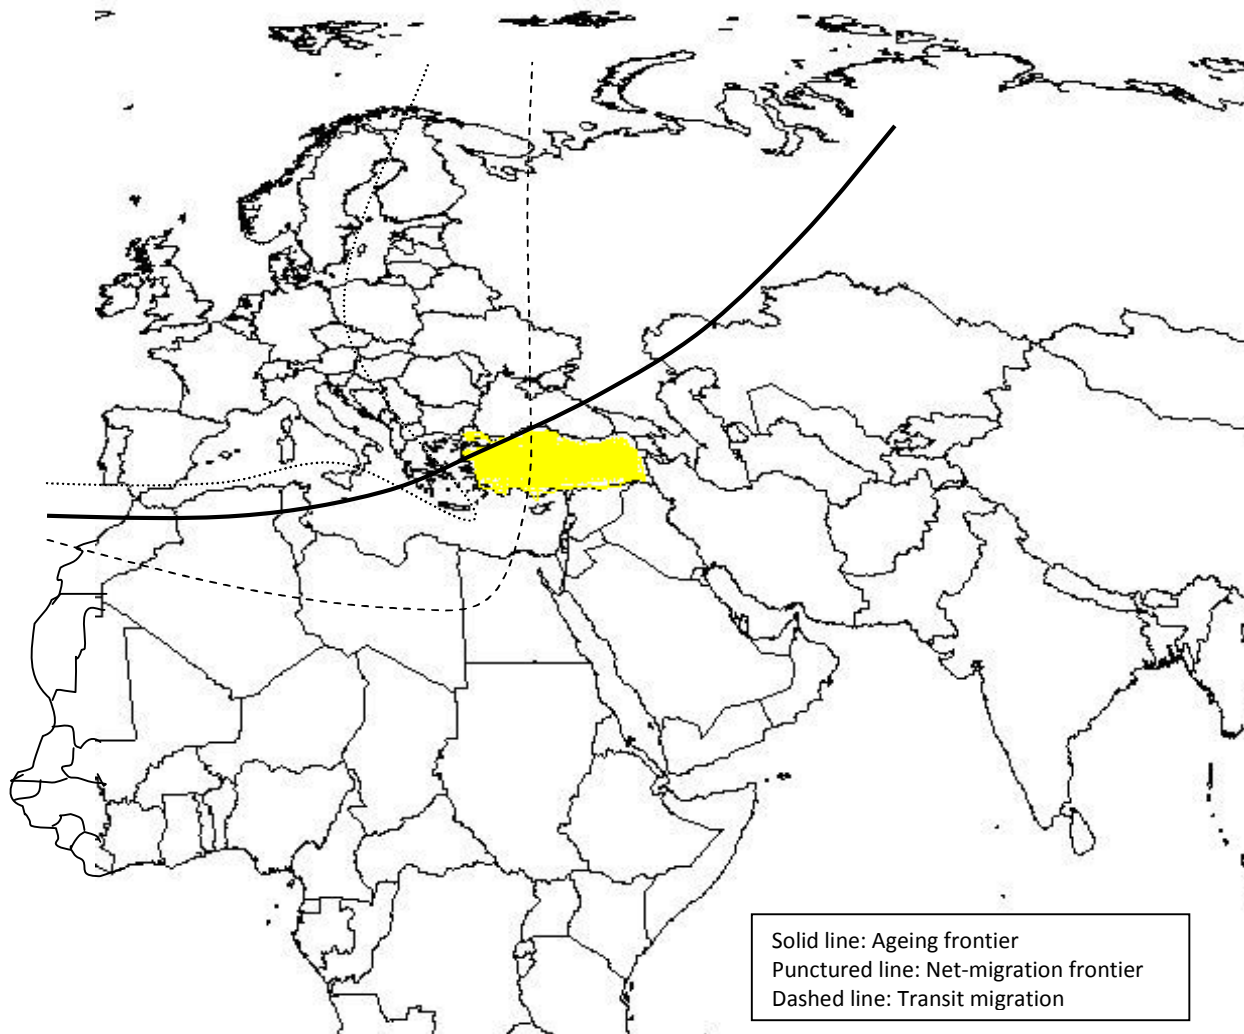 Solid line: Ageing frontier
Punctured line: Net-migration frontier
Dashed line: Transit migration